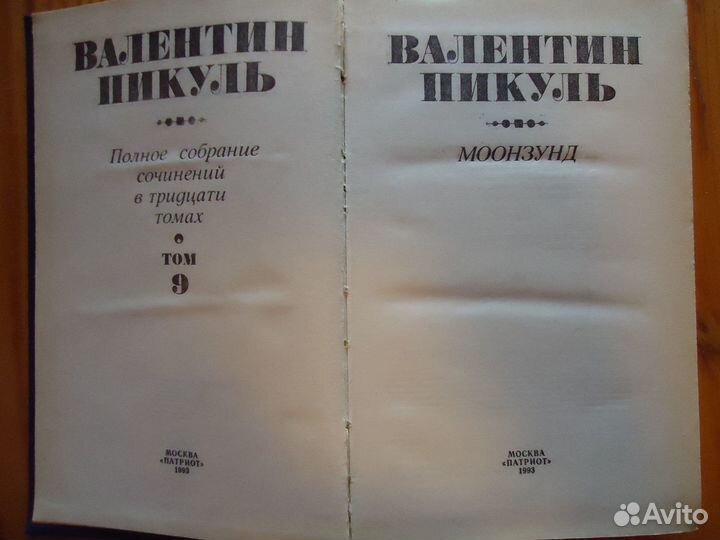 ВАЛЕНТИН
ПИКУЛЬ
Полное собрание
сочинений
в тридцати
томах
ТОМ
9
МОСКВА
«ПАТРИОТ»
1993
ВАЛЕНТИН
ПИКУЛЬ
МООНЗУНД
МОСКВА
«ПАТРИОТ»
1993
Avito